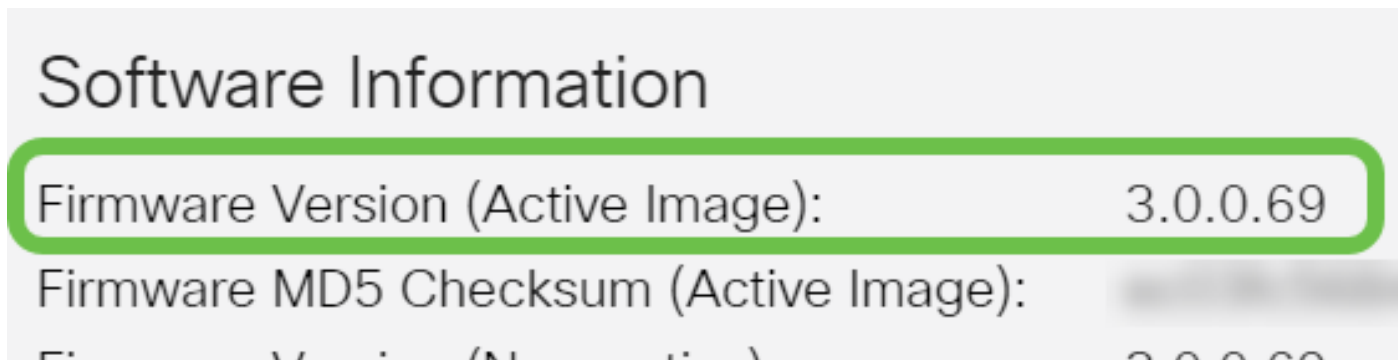 Software Information
Firmware Version (Active Image): 3.0.0.69
Firmware MD5 Checksum (Active Image):